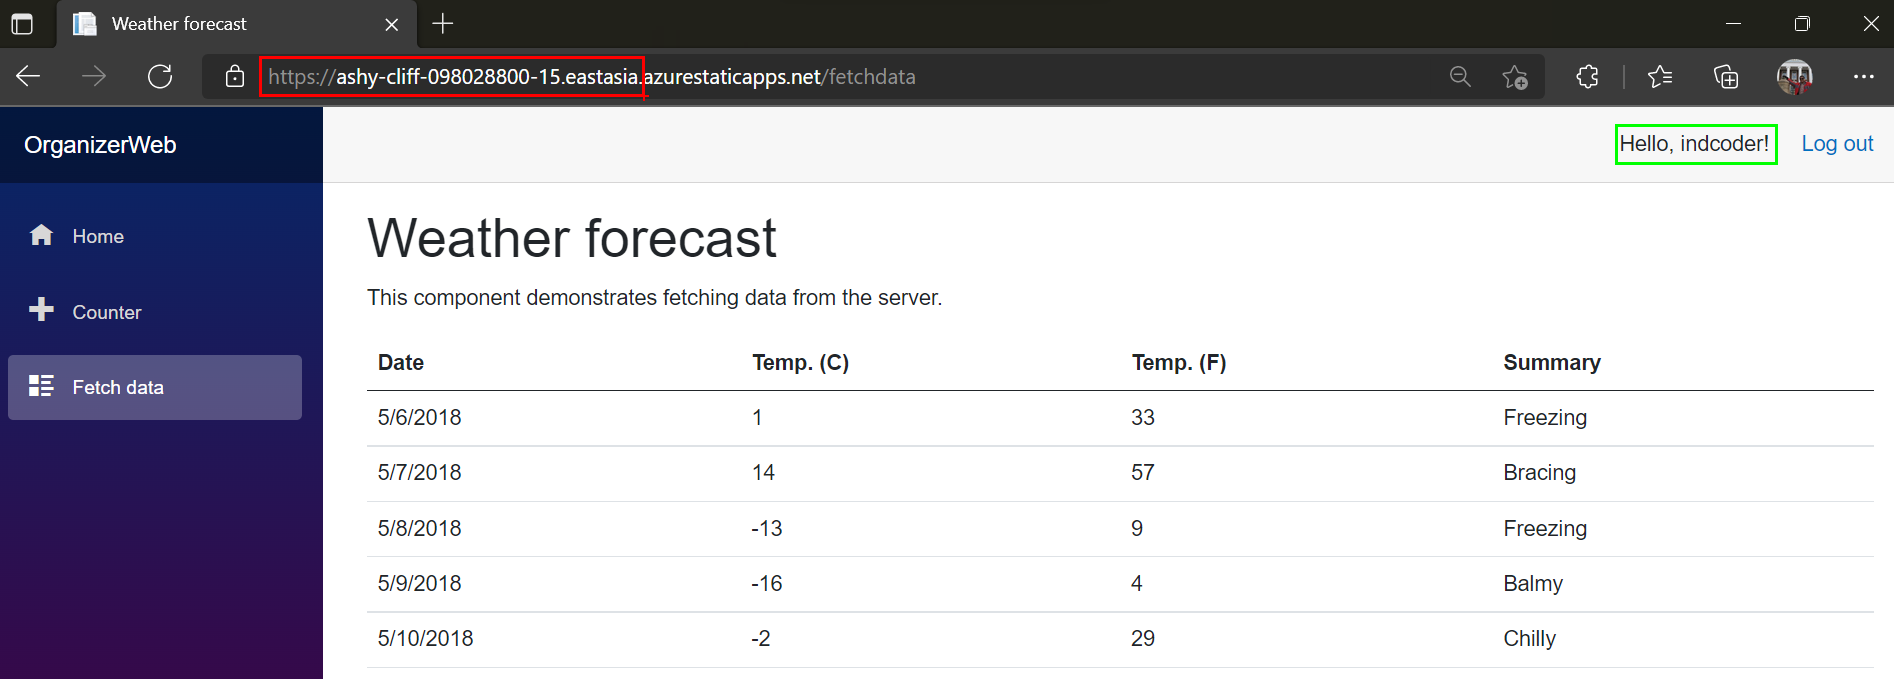 Weather forecast
https://ashy-cliff-098028800-15.eastasia.azurestaticapps.net/fetchdata
OrganizerWeb
Hello, indcoder! Log out
Home
Counter
Fetch data
Weather forecast
This component demonstrates fetching data from the server.
Date Temp. (C) Temp. (F) Summary
5/6/2018 1 33 Freezing
5/7/2018 14 57 Bracing
5/8/2018 -13 9 Freezing
5/9/2018 -16 4 Balmy
5/10/2018 -2 29 Chilly